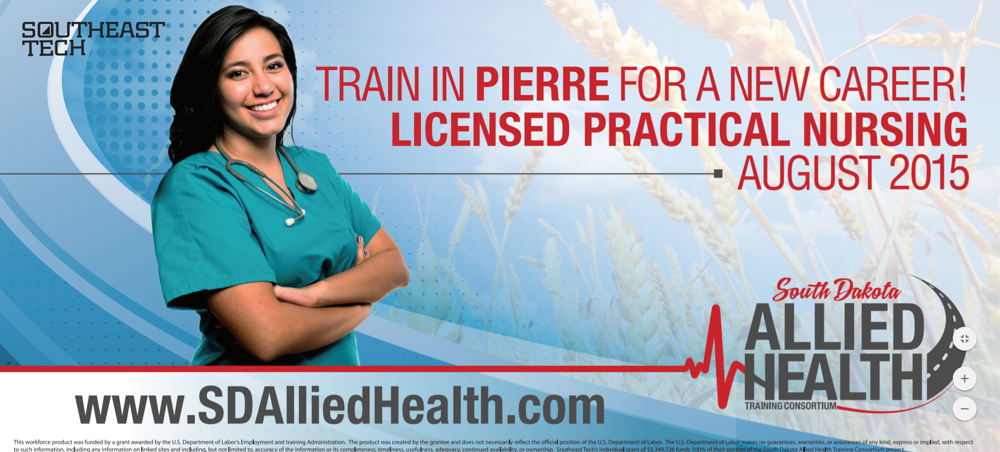 SOUTHEAST
TECH
TRAIN IN PIERRE FOR A NEW CAREER!
LICENSED PRACTICAL NURSING
AUGUST 2015
South Dakota
ALLIED
HEALTH
TRAINING CONSORTIUM
www.SDAlliedHealth.com
This workforce product was funded by a grant awarded by the U.S. Department of Labor's Employment and training Administration. The product was created by the grantee and does not necessarily reflect the official position of the U.S. Department of Labor. The U.S. Department of Labor makes no guarantees, warranties, or assurances of any kind, express or implied, with respect
to such information, including any information on linked sites and including, but not limited to, accuracy of the information or its completeness, timeliness, usefulness, adequacy, continued availability, or ownership. Southeast Tech's individual grant of $5,349,726 funds 100% of their portion of the South Dakota Allied Health Training Consortium project.